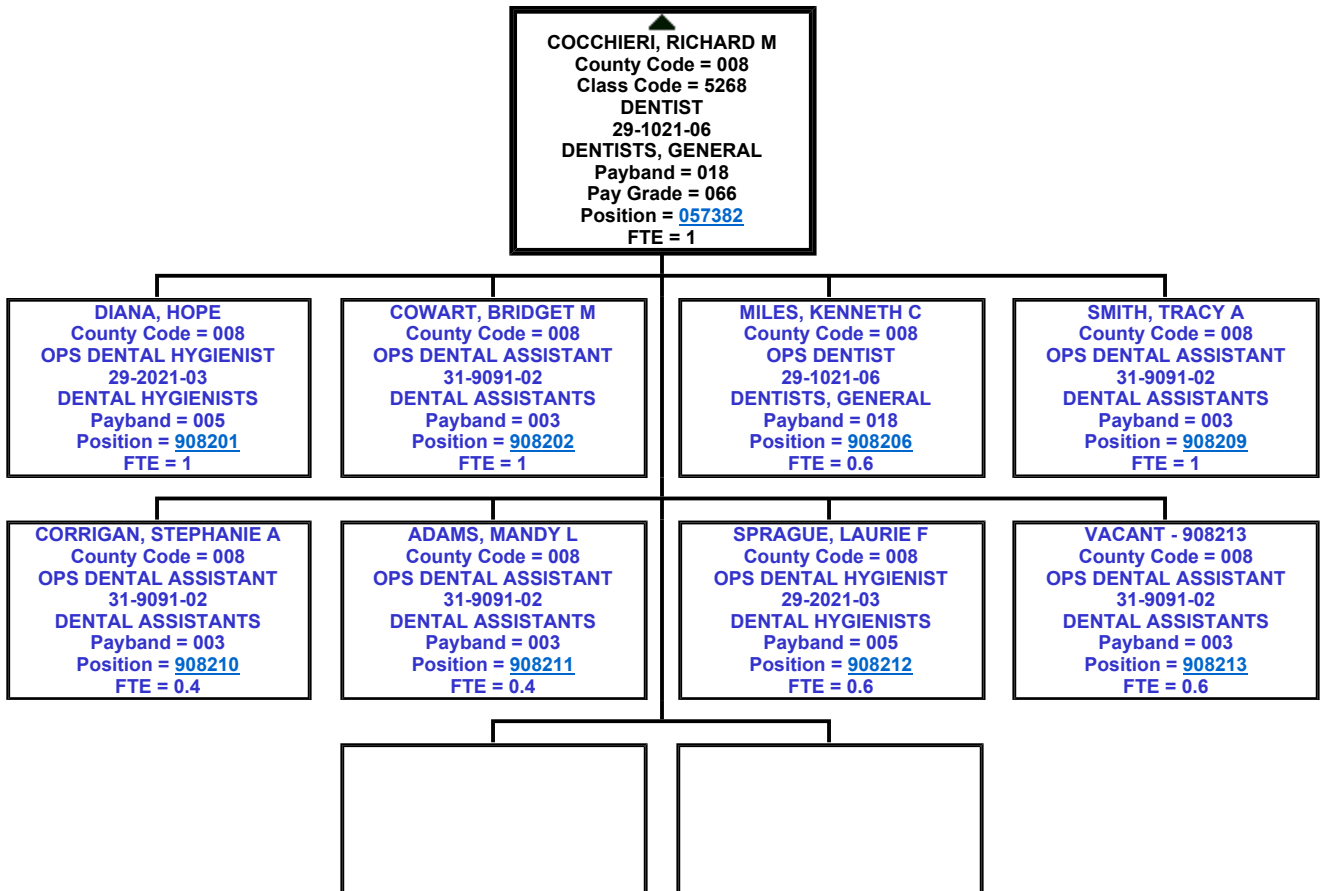 COCCHIERI, RICHARD M
County Code = 008
Class Code = 5268
DENTIST
29-1021-06
DENTISTS, GENERAL
Payband = 018
Pay Grade = 066
Position = 057382
FTE = 1
DIANA, HOPE
County Code = 008
OPS DENTAL HYGIENIST
29-2021-03
DENTAL HYGIENISTS
Payband = 005
Position = 908201
FTE = 1
COWART, BRIDGET M
County Code = 008
OPS DENTAL ASSISTANT
31-9091-02
DENTAL ASSISTANTS
Payband = 003
Position = 908202
FTE = 1
MILES, KENNETH C
County Code = 008
OPS DENTIST
29-1021-06
DENTISTS, GENERAL
Payband = 018
Position = 908206
FTE = 0.6
SMITH, TRACY A
County Code = 008
OPS DENTAL ASSISTANT
31-9091-02
DENTAL ASSISTANTS
Payband = 003
Position = 908209
FTE = 1
CORRIGAN, STEPHANIE A
County Code = 008
OPS DENTAL ASSISTANT
31-9091-02
DENTAL ASSISTANTS
Payband = 003
Position = 908210
FTE = 0.4
ADAMS, MANDY L
County Code = 008
OPS DENTAL ASSISTANT
31-9091-02
DENTAL ASSISTANTS
Payband = 003
Position = 908211
FTE = 0.4
SPRAGUE, LAURIE F
County Code = 008
OPS DENTAL HYGIENIST
29-2021-03
DENTAL HYGIENISTS
Payband = 005
Position = 908212
FTE = 0.6
VACANT - 908213
County Code = 008
OPS DENTAL ASSISTANT
31-9091-02
DENTAL ASSISTANTS
Payband = 003
Position = 908213
FTE = 0.6